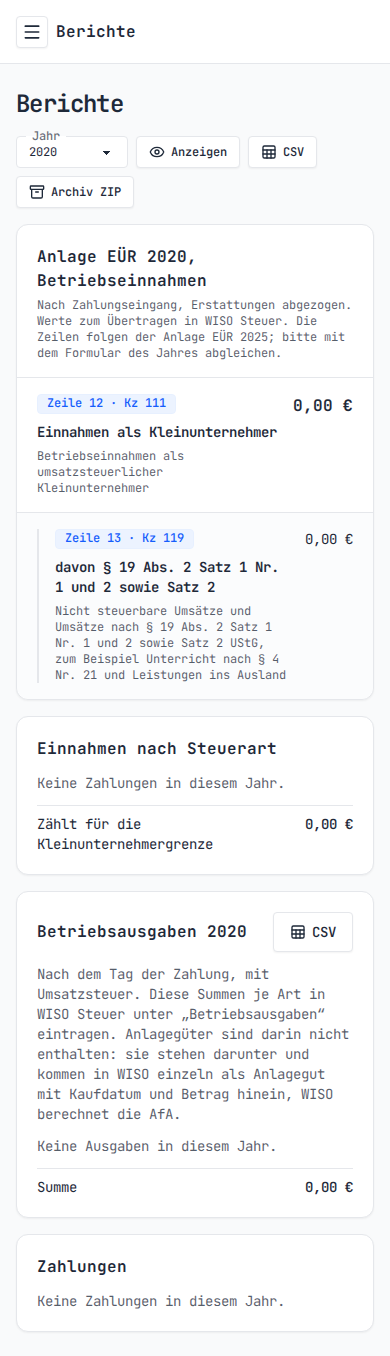 Berichte
Berichte
Jahr
2020
Anzeigen
CSV
Archiv ZIP
Anlage EÜR 2020,
Betriebseinnahmen
Nach Zahlungseingang, Erstattungen abgezogen.
Werte zum Übertragen in WISO Steuer. Die
Zeilen folgen der Anlage EÜR 2025; bitte mit
dem Formular des Jahres abgleichen.
Zeile 12 · Kz 111
0,00 €
Einnahmen als Kleinunternehmer
Betriebseinnahmen als
umsatzsteuerlicher
Kleinunternehmer
Zeile 13 · Kz 119
0,00 €
davon § 19 Abs. 2 Satz 1 Nr.
1 und 2 sowie Satz 2
Nicht steuerbare Umsätze und
Umsätze nach § 19 Abs. 2 Satz 1
Nr. 1 und 2 sowie Satz 2 UStG,
zum Beispiel Unterricht nach § 4
Nr. 21 und Leistungen ins Ausland
Einnahmen nach Steuerart
Keine Zahlungen in diesem Jahr.
Zählt für die
Kleinunternehmergrenze
0,00 €
Betriebsausgaben 2020
CSV
Nach dem Tag der Zahlung, mit
Umsatzsteuer. Diese Summen je Art in
WISO Steuer unter „Betriebsausgaben“
eintragen. Anlagegüter sind darin nicht
enthalten: sie stehen darunter und
kommen in WISO einzeln als Anlagegut
mit Kaufdatum und Betrag hinein, WISO
berechnet die AfA.
Keine Ausgaben in diesem Jahr.
Summe
0,00 €
Zahlungen
Keine Zahlungen in diesem Jahr.